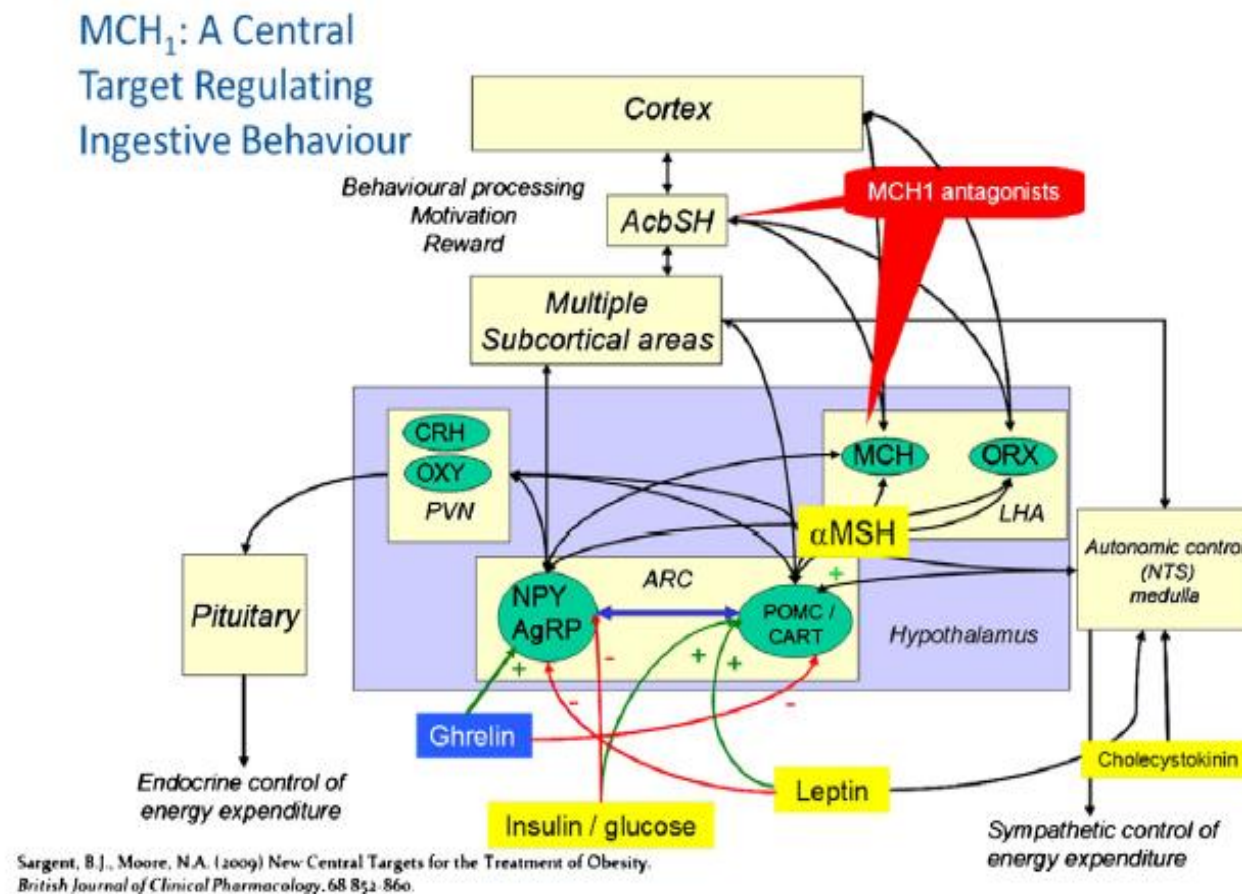 MCH₁: A Central
Target Regulating
Ingestive Behaviour
Cortex
Behavioural processing
Motivation
Reward
MCH1 antagonists
AcbSH
Multiple
Subcortical areas
CRH
OXY
PVN
MCH
ORX
LHA
αMSH
Autonomic control
(NTS)
medulla
Pituitary
NPY
AgRP
ARC
POMC /
CART
+
Hypothalamus
+
-
+
+
-
-
Ghrelin
Cholecystokinin
Leptin
Endocrine control of
energy expenditure
Insulin / glucose
Sympathetic control of
energy expenditure
Sargent, B.J., Moore, N.A. (2009) New Central Targets for the Treatment of Obesity.
British Journal of Clinical Pharmacology. 68 852-860.